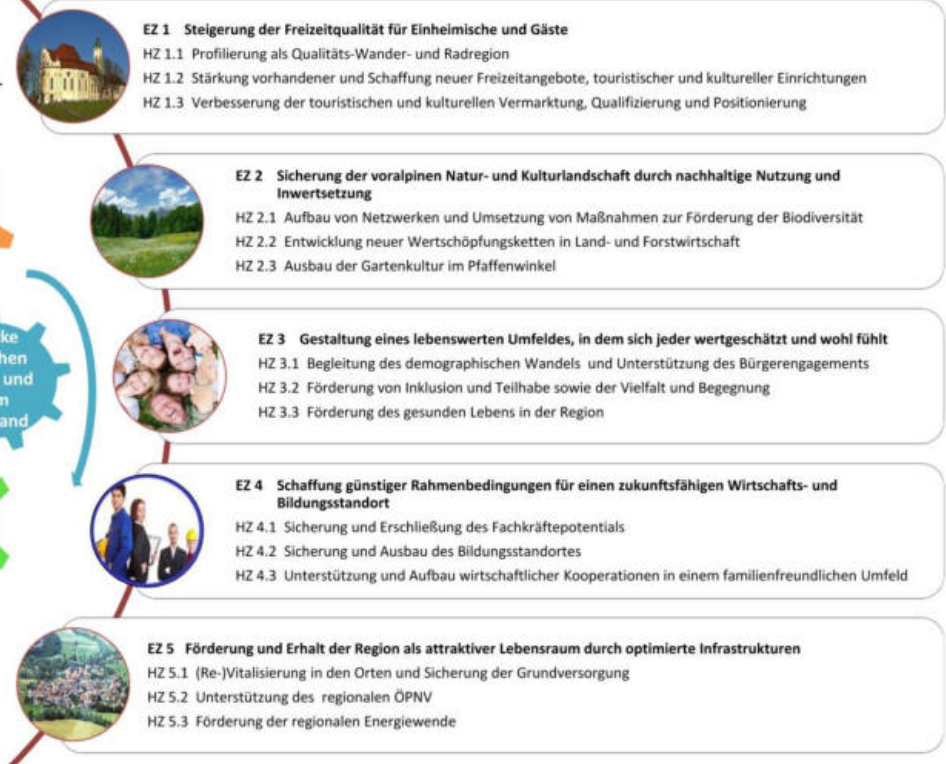 EZ 1 Steigerung der Freizeitqualität für Einheimische und Gäste
HZ 1.1 Profilierung als Qualitäts-Wander- und Radregion
HZ 1.2 Stärkung vorhandener und Schaffung neuer Freizeitangebote, touristischer und kultureller Einrichtungen
HZ 1.3 Verbesserung der touristischen und kulturellen Vermarktung, Qualifizierung und Positionierung
EZ 2 Sicherung der voralpinen Natur- und Kulturlandschaft durch nachhaltige Nutzung und
Inwertsetzung
HZ 2.1 Aufbau von Netzwerken und Umsetzung von Maßnahmen zur Förderung der Biodiversität
HZ 2.2 Entwicklung neuer Wertschöpfungsketten in Land- und Forstwirtschaft
HZ 2.3 Ausbau der Gartenkultur im Pfaffenwinkel
ke
hen
und
m
and
EZ 3 Gestaltung eines lebenswerten Umfeldes, in dem sich jeder wertgeschätzt und wohl fühlt
HZ 3.1 Begleitung des demographischen Wandels und Unterstützung des Bürgerengagements
HZ 3.2 Förderung von Inklusion und Teilhabe sowie der Vielfalt und Begegnung
HZ 3.3 Förderung des gesunden Lebens in der Region
EZ 4 Schaffung günstiger Rahmenbedingungen für einen zukunftsfähigen Wirtschafts- und
Bildungsstandort
HZ 4.1 Sicherung und Erschließung des Fachkräftepotentials
HZ 4.2 Sicherung und Ausbau des Bildungsstandortes
HZ 4.3 Unterstützung und Aufbau wirtschaftlicher Kooperationen in einem familienfreundlichen Umfeld
EZ 5 Förderung und Erhalt der Region als attraktiver Lebensraum durch optimierte Infrastrukturen
HZ 5.1 (Re-)Vitalisierung in den Orten und Sicherung der Grundversorgung
HZ 5.2 Unterstützung des regionalen ÖPNV
HZ 5.3 Förderung der regionalen Energiewende